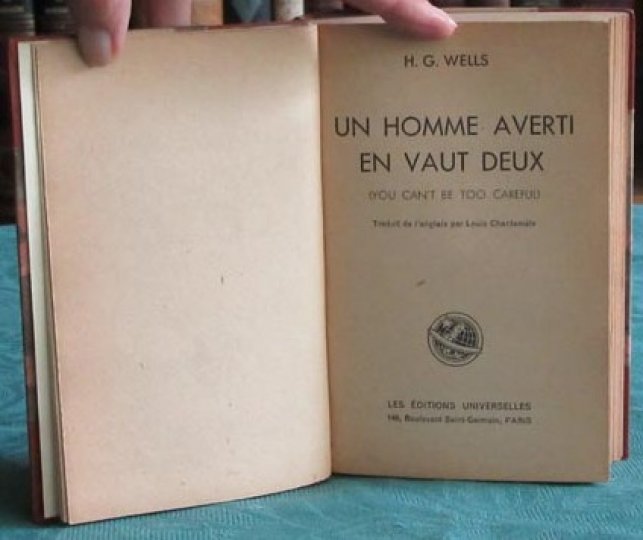 H. G. WELLS
UN HOMME AVERTI
EN VAUT DEUX
(YOU CAN'T BE TOO CAREFUL)
Traduit de l'anglais par Louis
LES ÉDITIONS UNIVERSELLES
Boulevard Saint-Germain, PARIS